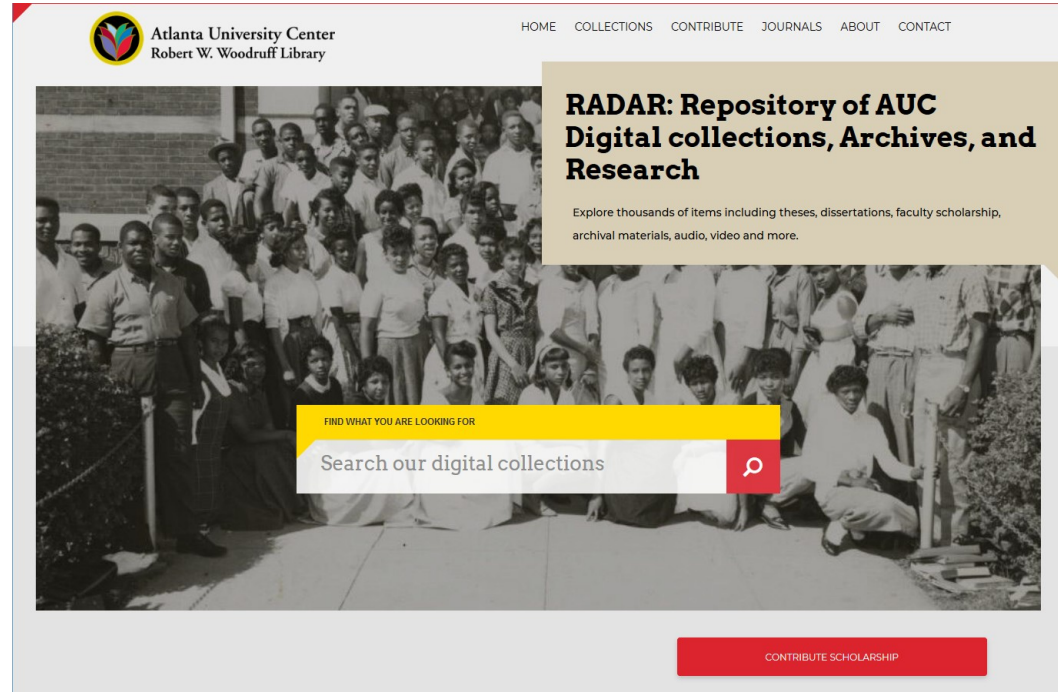 Atlanta University Center
Robert W. Woodruff Library
HOME COLLECTIONS CONTRIBUTE JOURNALS ABOUT CONTACT
RADAR: Repository of AUC
Digital collections, Archives, and
Research
Explore thousands of items including theses, dissertations, faculty scholarship,
archival materials, audio, video and more.
FIND WHAT YOU ARE LOOKING FOR
Search our digital collections
CONTRIBUTE SCHOLARSHIP